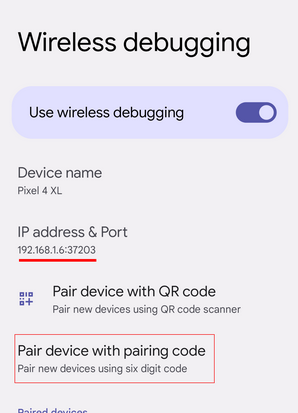 Wireless debugging
Use wireless debugging
Device name
Pixel 4 XL
IP address & Port
192.168.1.6:37203
Pair device with QR code
Pair new devices using QR code scanner
Pair device with pairing code
Pair new devices using six digit code
Paired devices